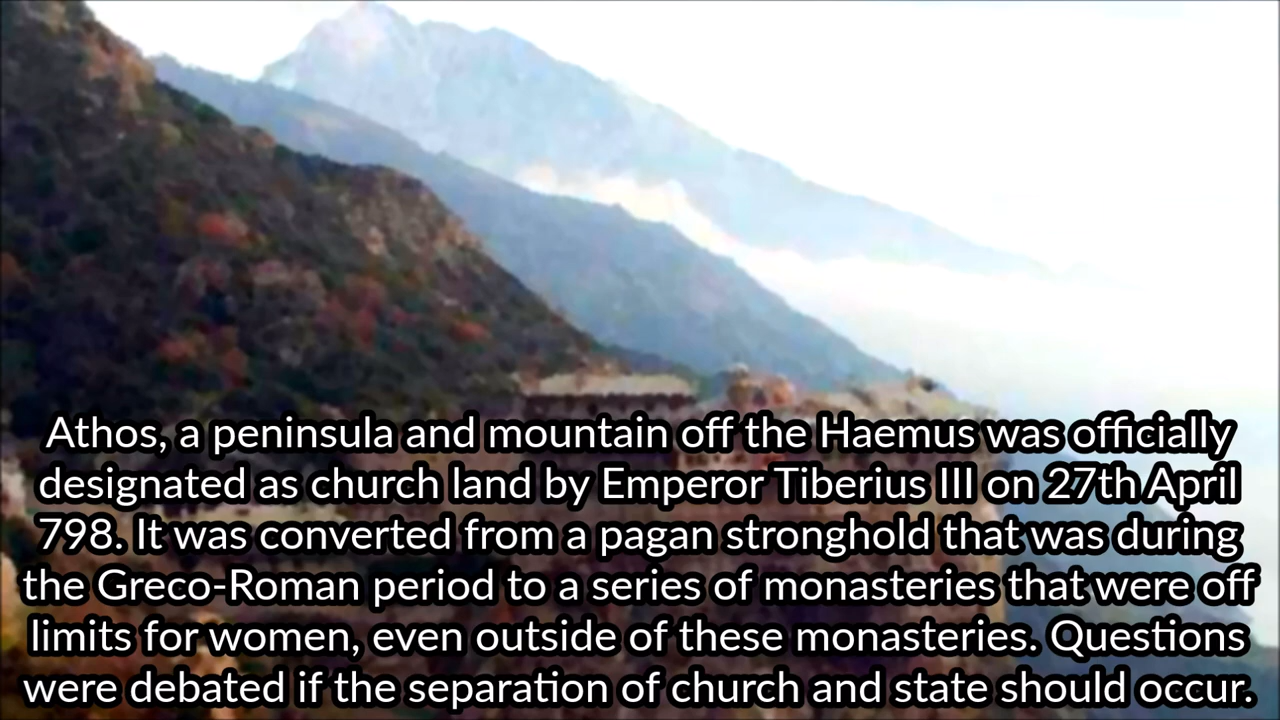 Athos, a peninsula and mountain off the Haemus was officially
designated as church land by Emperor Tiberius III on 27th April
798. It was converted from a pagan stronghold that was during
the Greco-Roman period to a series of monasteries that were off
limits for women, even outside of these monasteries. Questions
were debated if the separation of church and state should occur.